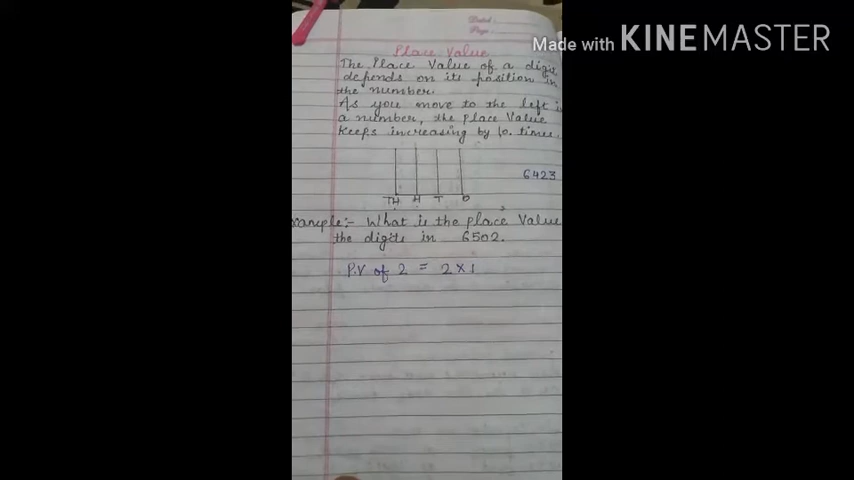 Dated :
Page :
Made with KINEMASTER
Place Value
The Place Value of a digit
depends on its position in
the number.
As you move to the left
a number, the place Value
keeps increasing by 10. times.
6423
TH H T O
xample:- What is the place Value
the digits in 6502.
P.V of 2 = 2×1